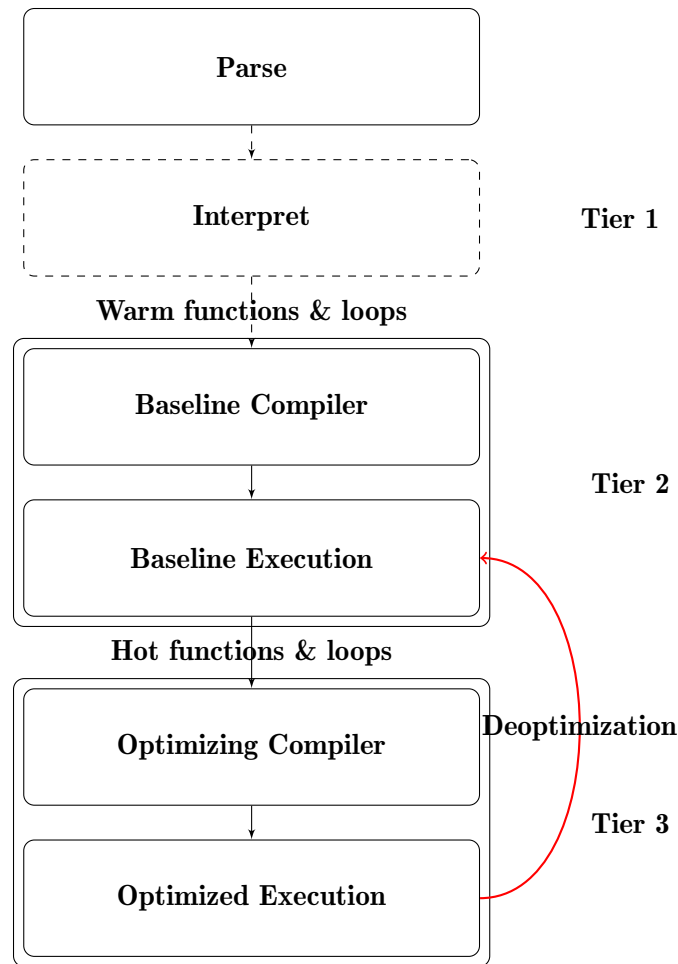 Parse
Interpret
Tier 1
Warm functions & loops
Baseline Compiler
Tier 2
Baseline Execution
Hot functions & loops
Optimizing Compiler
Deoptimization
Tier 3
Optimized Execution